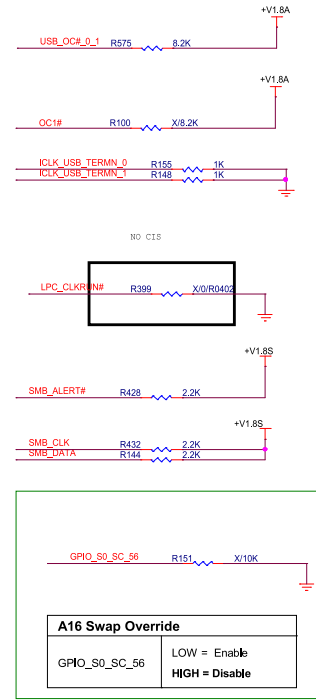 +V1.8A
USB_OC#_0_1 R575 8.2K
+V1.8A
OC1# R100 X/8.2K
ICLK_USB_TERMN_0 R155 1K
ICLK_USB_TERMN_1 R148 1K
NO CIS
LPC_CLKRUN# R399 X/0/R0402
+V1.8S
SMB_ALERT# R428 2.2K
+V1.8S
SMB_CLK R432 2.2K
SMB_DATA R144 2.2K
GPIO_S0_SC_56 R151 X/10K
A16 Swap Override
GPIO_S0_SC_56 LOW = Enable
HIGH = Disable